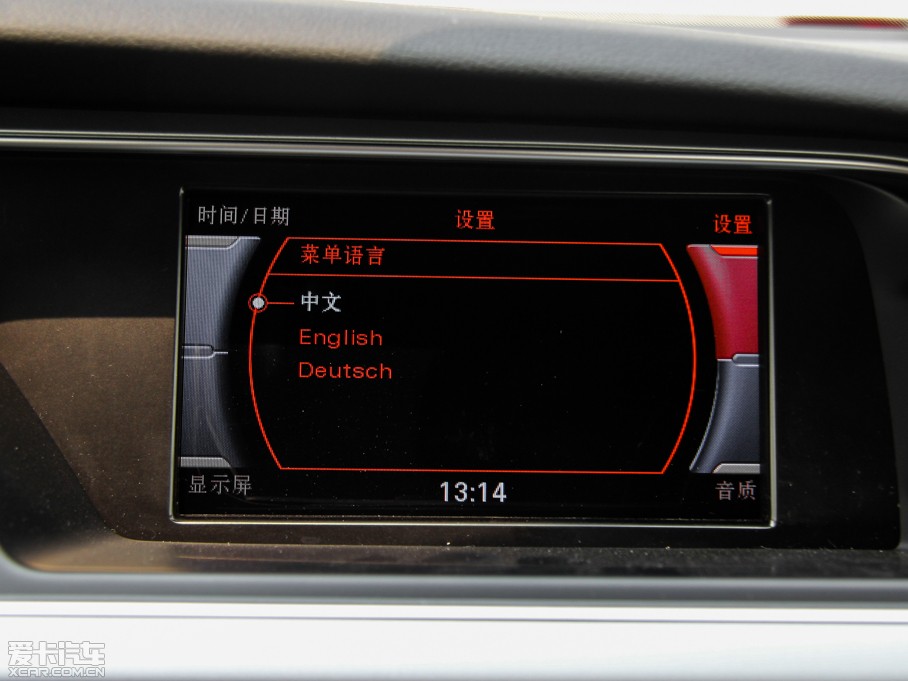 时间/日期
设置
设置
菜单语言
中文
English
Deutsch
显示屏
13:14
音质
爱卡汽车
XCAR.COM.CN